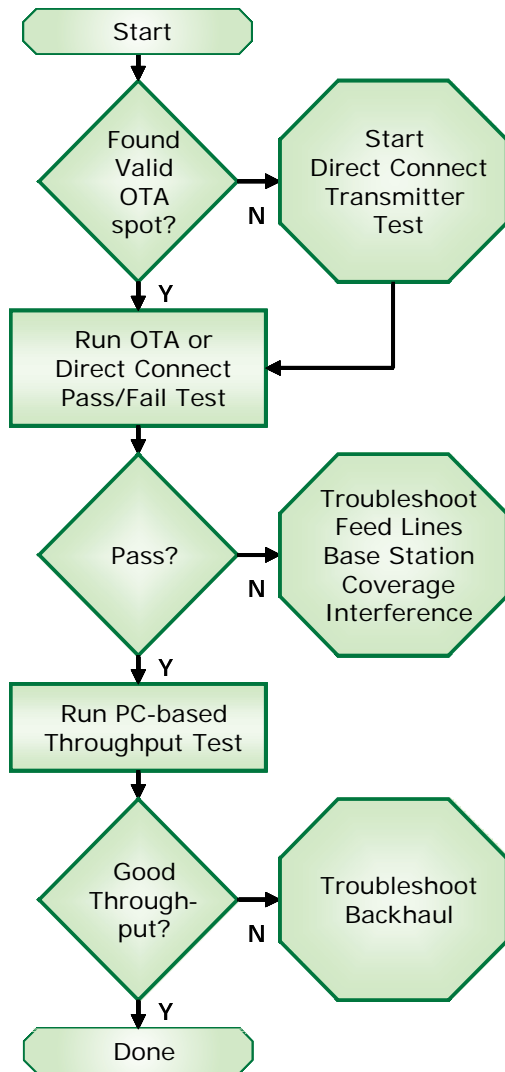 Start
Found
Valid
OTA
spot?
N
Start
Direct Connect
Transmitter
Test
Y
Run OTA or
Direct Connect
Pass/Fail Test
Pass?
N
Troubleshoot
Feed Lines
Base Station
Coverage
Interference
Y
Run PC-based
Throughput Test
Good
Through-
put?
N
Troubleshoot
Backhaul
Y
Done